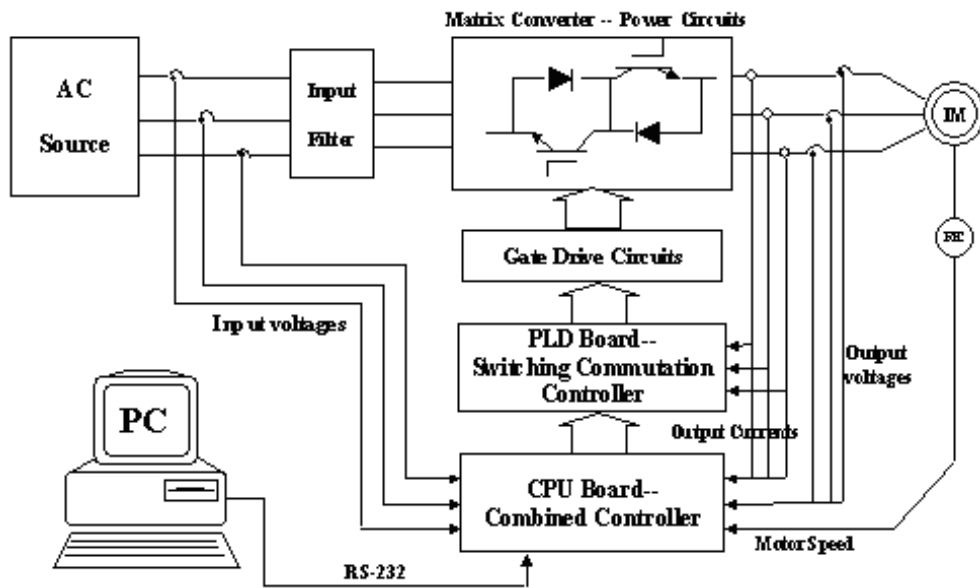 Matrix Converter -- Power Circuits
AC
Source
Input
Filter
IM
Gate Drive Circuits
Input voltages
PLD Board--
Switching Commutation
Controller
Output
voltages
PC
Output Currents
CPU Board--
Combined Controller
Motor Speed
RS-232